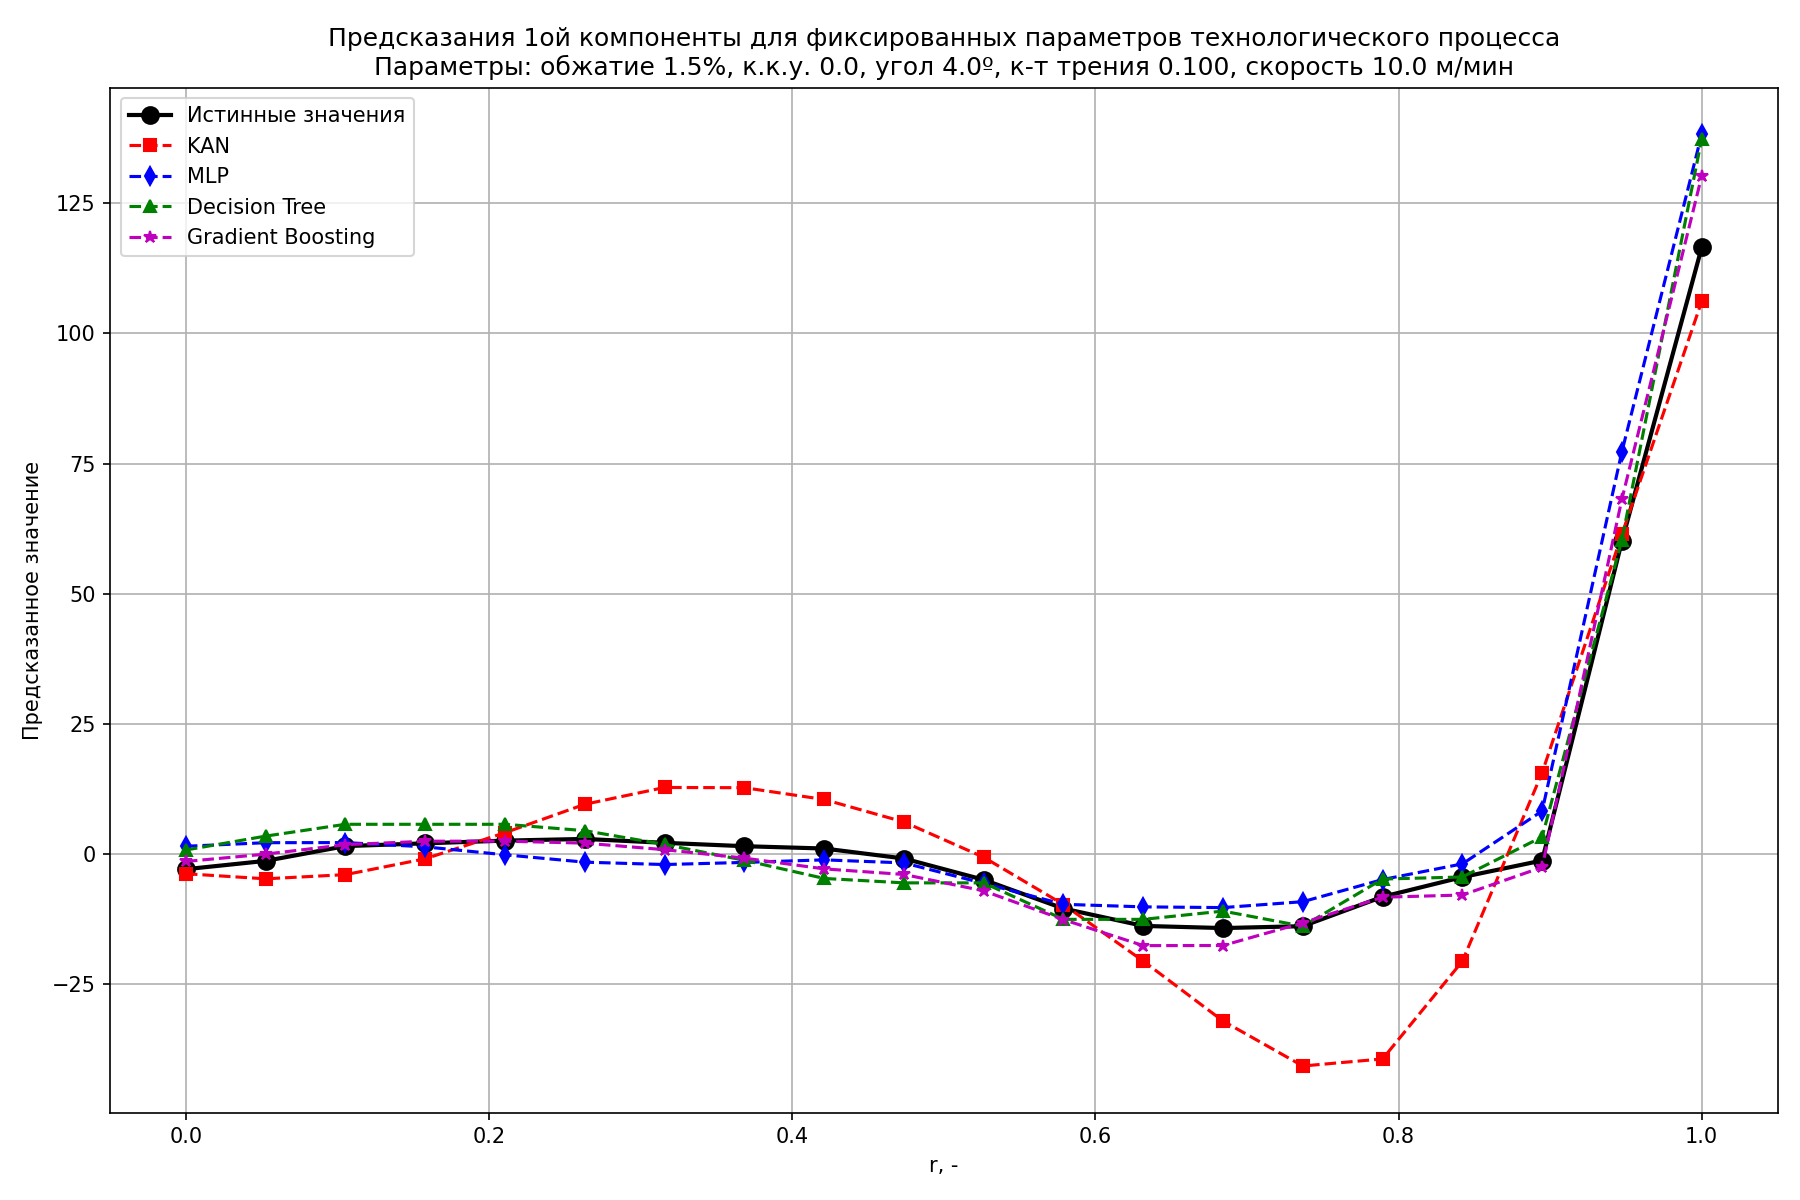 Предсказания 1ой компоненты для фиксированных параметров технологического процесса
Параметры: обжатие 1.5%, к.к.у. 0.0, угол 4.0º, к-т трения 0.100, скорость 10.0 м/мин
Истинные значения
KAN
MLP
Decision Tree
Gradient Boosting
Предсказанное значение
125
100
75
50
25
0
−25
0.0 0.2 0.4 0.6 0.8 1.0
r, -